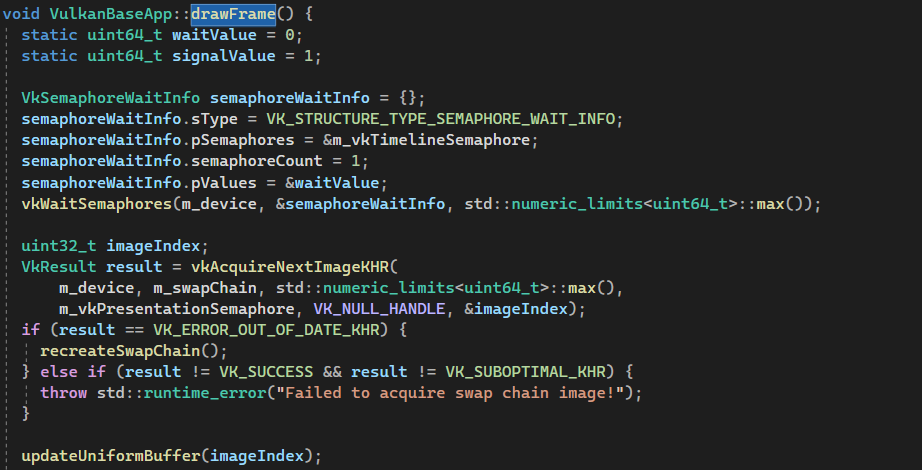 void VulkanBaseApp::drawFrame() {
static uint64_t waitValue = 0;
static uint64_t signalValue = 1;
VkSemaphoreWaitInfo semaphoreWaitInfo = {};
semaphoreWaitInfo.sType = VK_STRUCTURE_TYPE_SEMAPHORE_WAIT_INFO;
semaphoreWaitInfo.pSemaphores = &m_vkTimelineSemaphore;
semaphoreWaitInfo.semaphoreCount = 1;
semaphoreWaitInfo.pValues = &waitValue;
vkWaitSemaphores(m_device, &semaphoreWaitInfo, std::numeric_limits<uint64_t>::max());
uint32_t imageIndex;
VkResult result = vkAcquireNextImageKHR(
m_device, m_swapChain, std::numeric_limits<uint64_t>::max(),
m_vkPresentationSemaphore, VK_NULL_HANDLE, &imageIndex);
if (result == VK_ERROR_OUT_OF_DATE_KHR) {
recreateSwapChain();
} else if (result != VK_SUCCESS && result != VK_SUBOPTIMAL_KHR) {
throw std::runtime_error("Failed to acquire swap chain image!");
}
updateUniformBuffer(imageIndex);